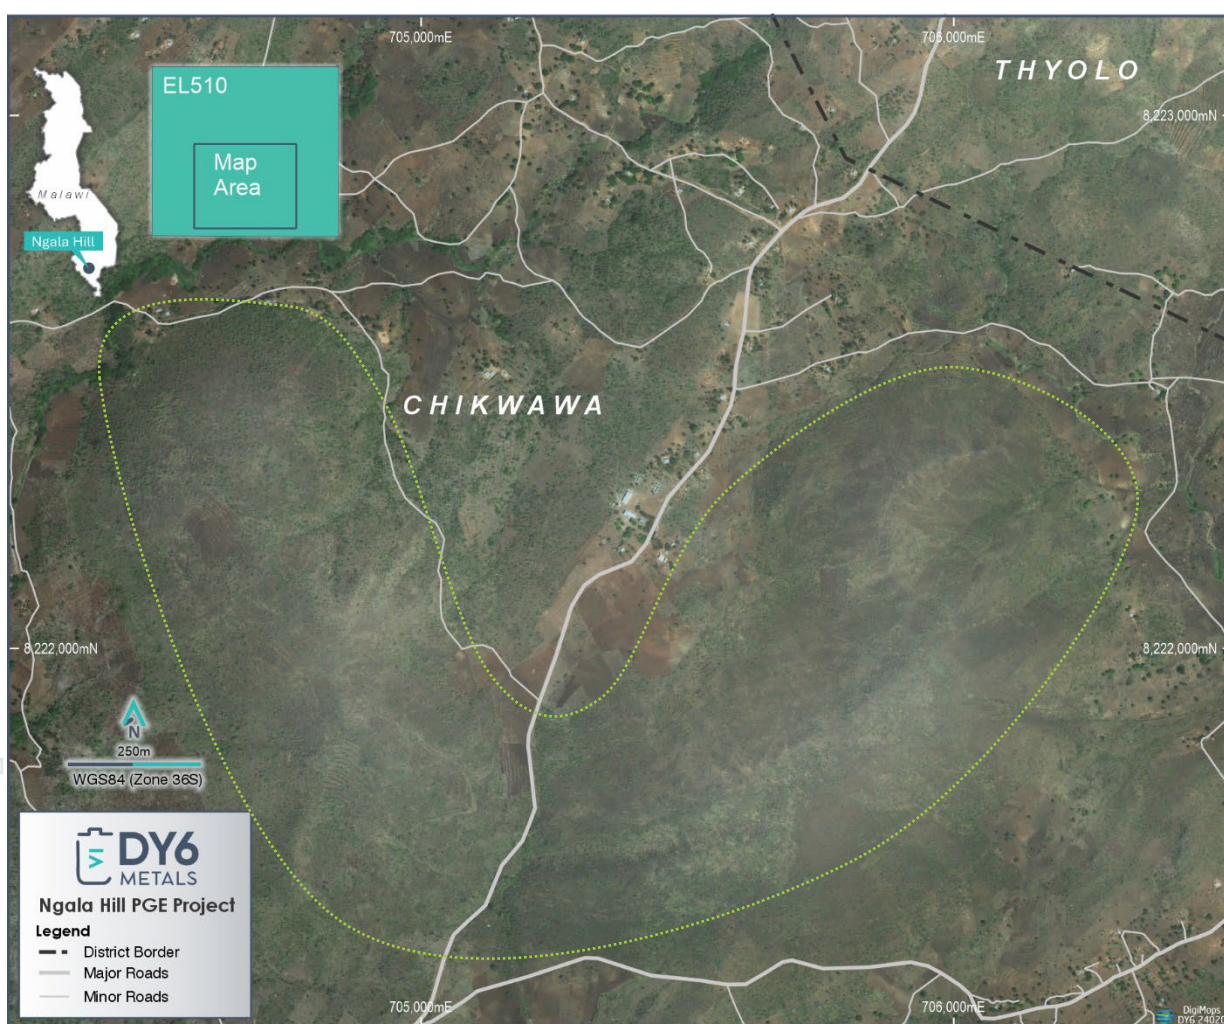 705,000mE
706,000mE
THYOLO
EL510
8,223,000mN
Map
Area
Malawi
Ngala Hill
CHIKWAWA
8,222,000mN
8,222,000mN
N
250m
WGS84 (Zone 36S)
DY6
METALS
Ngala Hill PGE Project
Legend
District Border
Major Roads
Minor Roads
705,000mE
706,000mE
DigiMaps